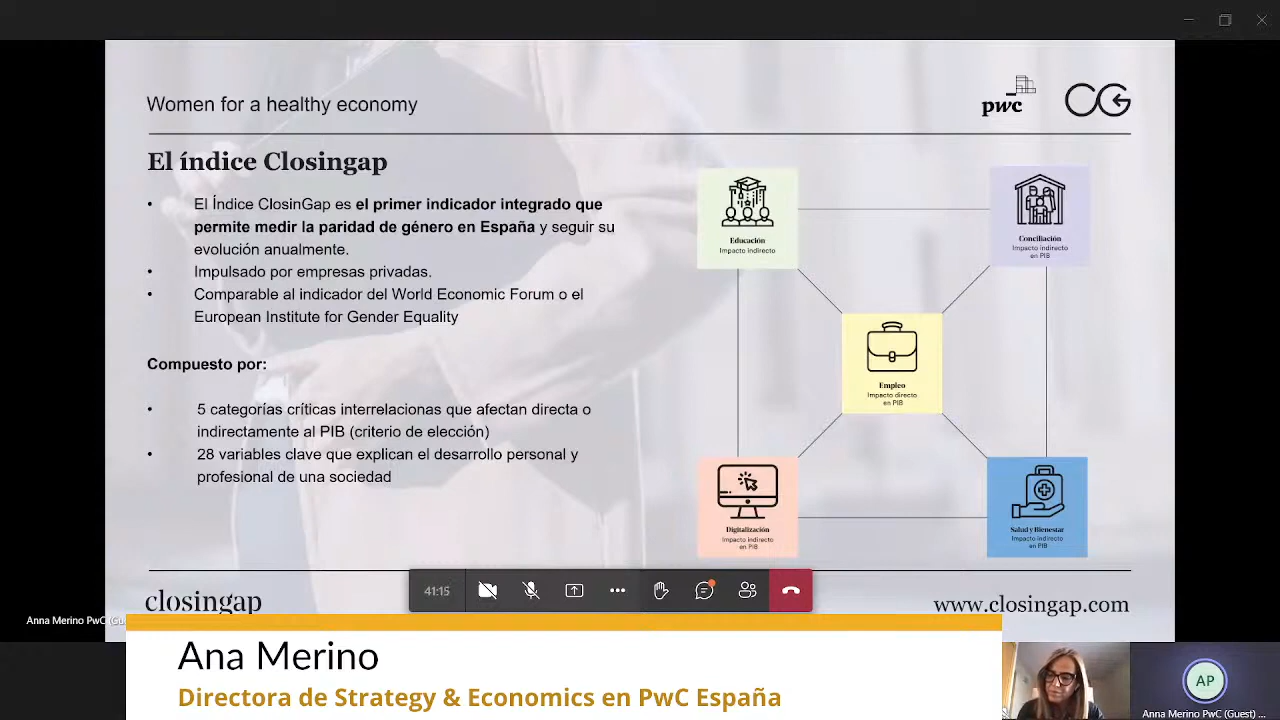 Women for a healthy economy
pwc
CG
El índice Closingap
• El Índice ClosinGap es el primer indicador integrado que
permite medir la paridad de género en España y seguir su
evolución anualmente.
• Impulsado por empresas privadas.
• Comparable al indicador del World Economic Forum o el
European Institute for Gender Equality
Compuesto por:
• 5 categorías críticas interrelacionas que afectan directa o
indirectamente al PIB (criterio de elección)
• 28 variables clave que explican el desarrollo personal y
profesional de una sociedad
Educación
Impacto indirecto
Conciliación
Impacto indirecto
en PIB
Empleo
Impacto directo
en PIB
Digitalización
Impacto indirecto
en PIB
Salud y Bienestar
Impacto indirecto
en PIB
41:15
closingap
www.closingap.com
Anna Merino PwC (Gu
Ana Merino
Directora de Strategy & Economics en PwC España
AP
Anna Merino PwC (Guest) ...